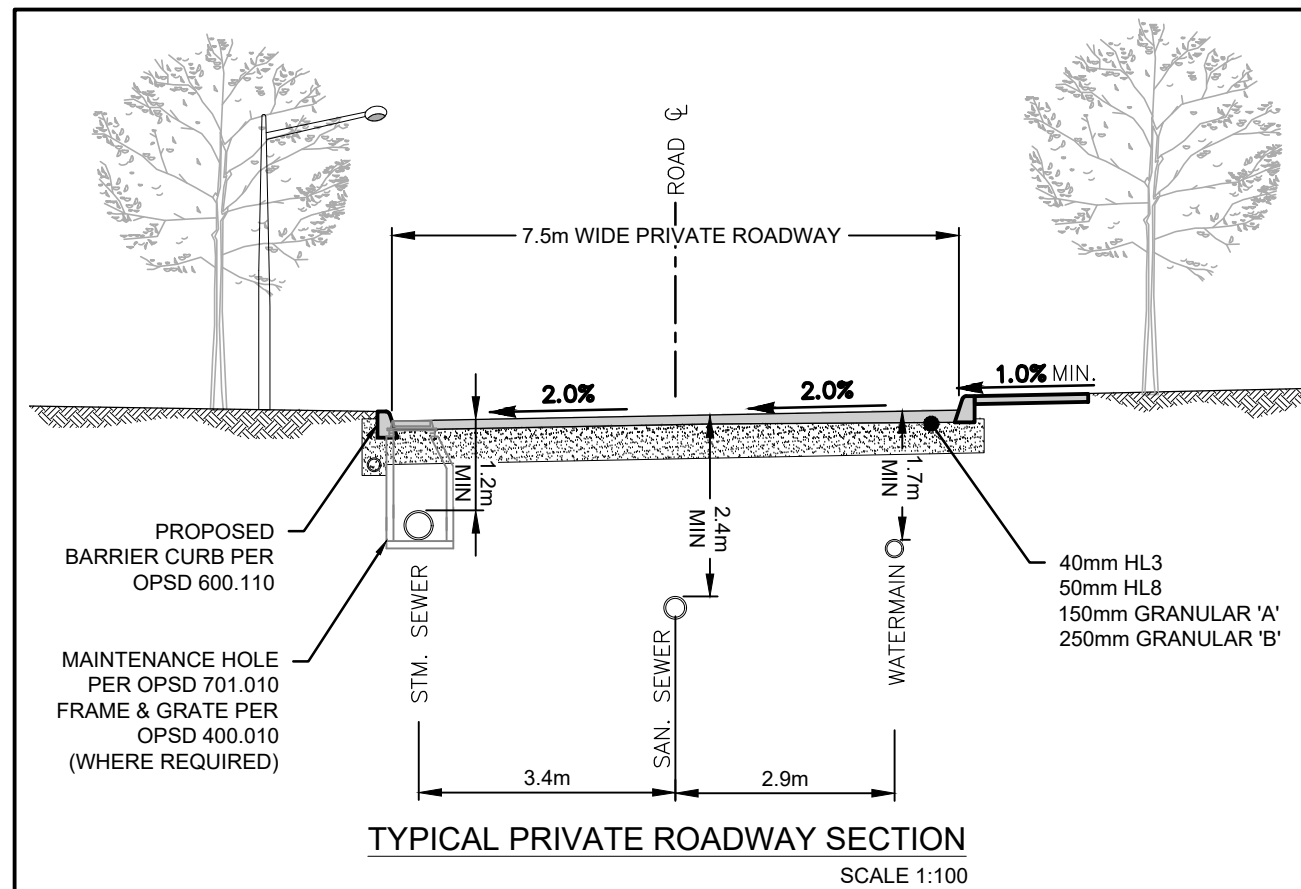 ROAD ℄
7.5m WIDE PRIVATE ROADWAY
2.0%
2.0%
1.0% MIN.
1.2m
MIN
2.4m
MIN
1.7m
MIN
PROPOSED
BARRIER CURB PER
OPSD 600.110
MAINTENANCE HOLE
PER OPSD 701.010
FRAME & GRATE PER
OPSD 400.010
(WHERE REQUIRED)
STM. SEWER
SAN. SEWER
WATERMAIN
40mm HL3
50mm HL8
150mm GRANULAR 'A'
250mm GRANULAR 'B'
3.4m
2.9m
TYPICAL PRIVATE ROADWAY SECTION
SCALE 1:100